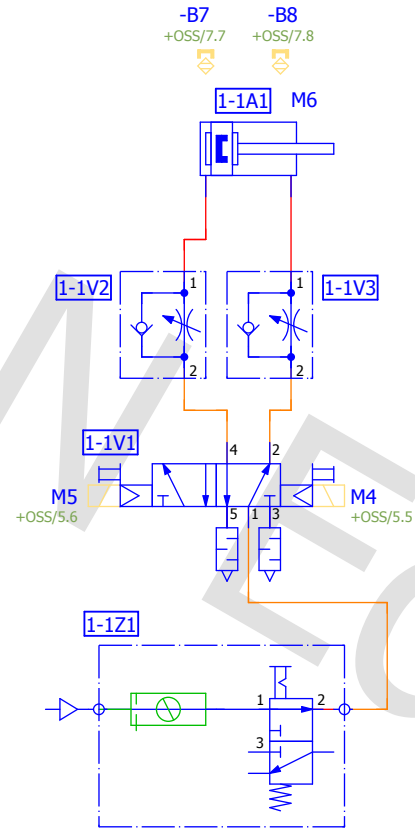 -B7 -B8
+OSS/7.7 +OSS/7.8
1-1A1 M6
1-1V2 1 1 1-1V3
2 2
1-1V1 4 2
M5 M4
+OSS/5.6 5 1 3 +OSS/5.5
1-1Z1
1 2
3